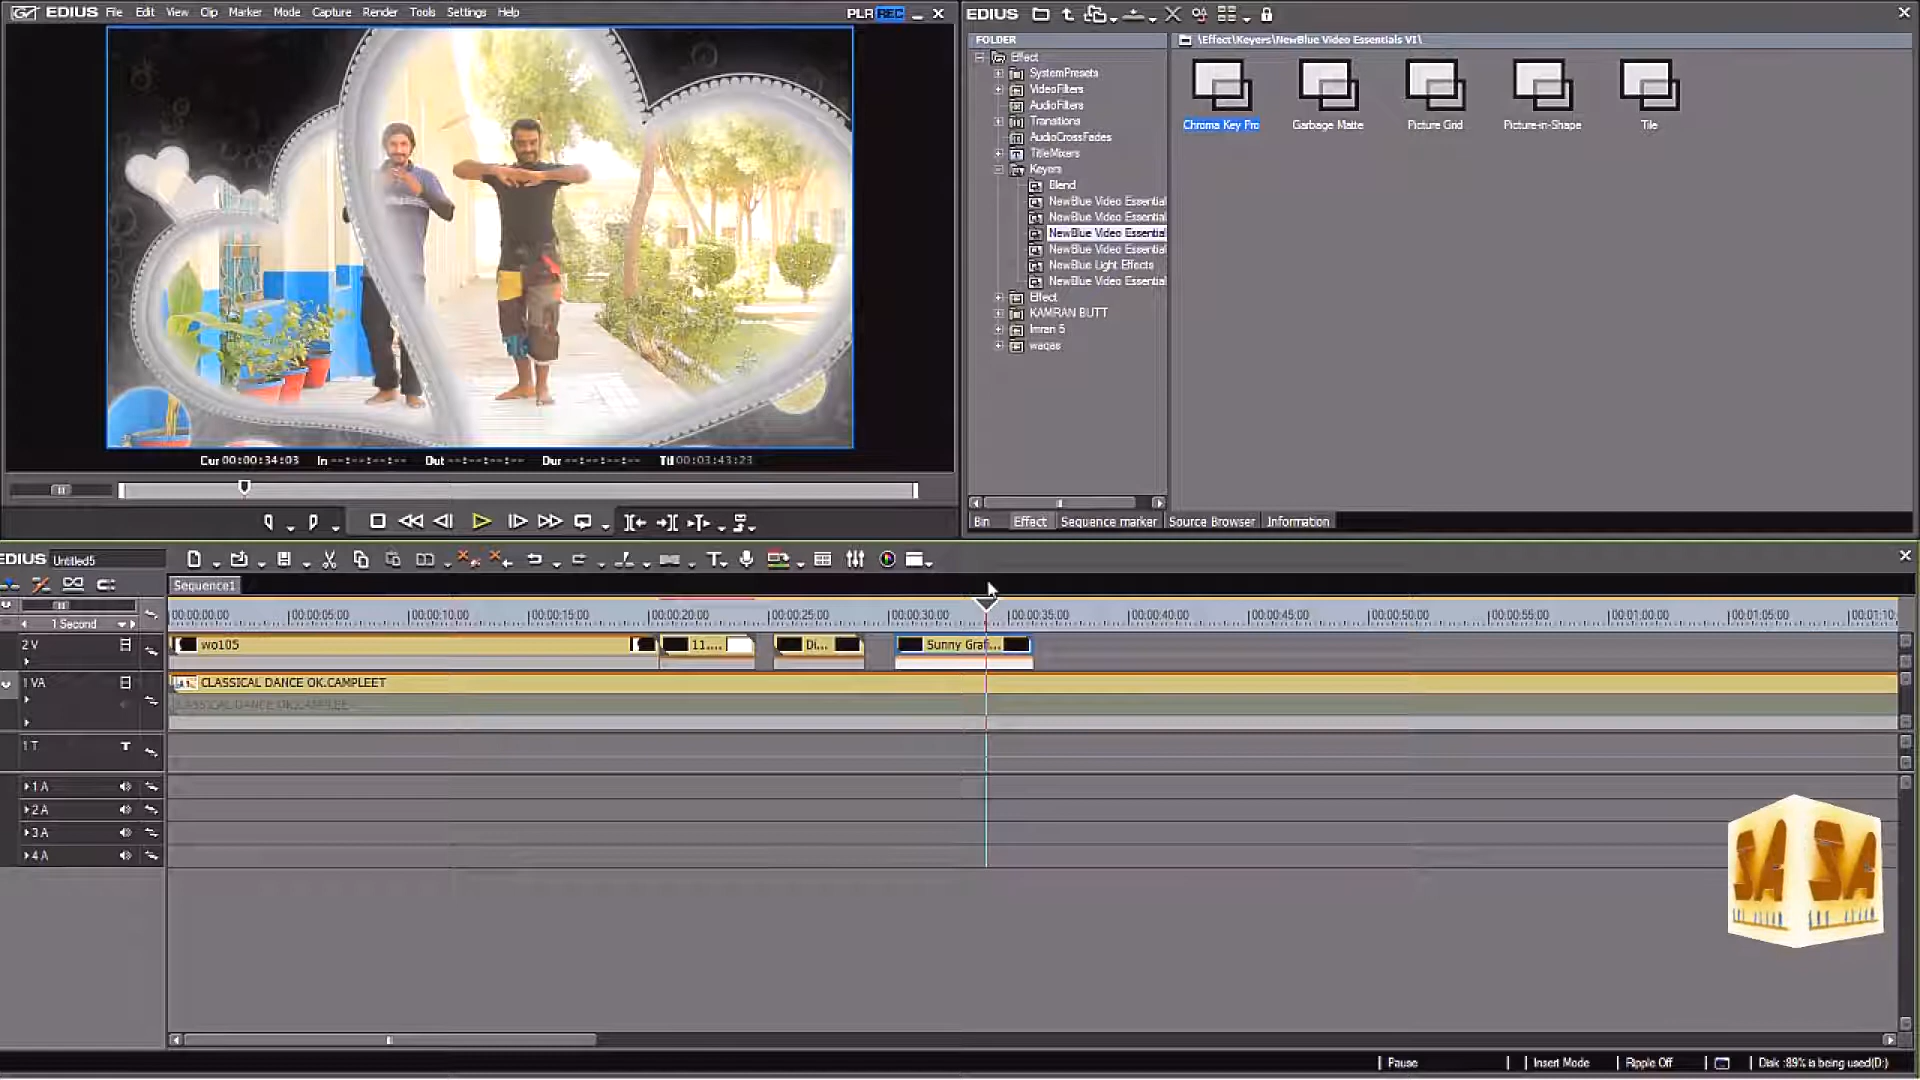 EDIUS File Edit View Clip Marker Mode Capture Render Tools Settings Help
PLR REC
Cur 00:00:34:03 In --:--:--:-- Out --:--:--:-- Dur --:--:--:-- Ttl 00:03:43:23
EDIUS
FOLDER
Effect
SystemPresets
VideoFilters
AudioFilters
Transitions
AudioCrossFades
TitleMixers
Keyers
Blend
NewBlue Video Essential
NewBlue Video Essential
NewBlue Video Essential
NewBlue Video Essential
NewBlue Light Effects
NewBlue Video Essential
Effect
KAMRAN BUTT
Imran 5
waqas
\Effect\Keyers\NewBlue Video Essentials VI\
Chroma Key Pro Garbage Matte Picture Grid Picture-in-Shape Tile
Bin Effect Sequence marker Source Browser Information
EDIUS Untitled5
Sequence1
1 Second
00:00:00:00 00:00:05:00 00:00:10:00 00:00:15:00 00:00:20:00 00:00:25:00 00:00:30:00 00:00:35:00 00:00:40:00 00:00:45:00 00:00:50:00 00:00:55:00 00:01:00:00 00:01:05:00 00:01:10:
2 V wo105 11.... Di... Sunny Graf...
1 VA CLASSICAL DANCE OK.CAMPLEET
1 T T
1 A
2 A
3 A
4 A
SA SA
Pause Insert Mode Ripple Off Disk :89% is being used(D:)